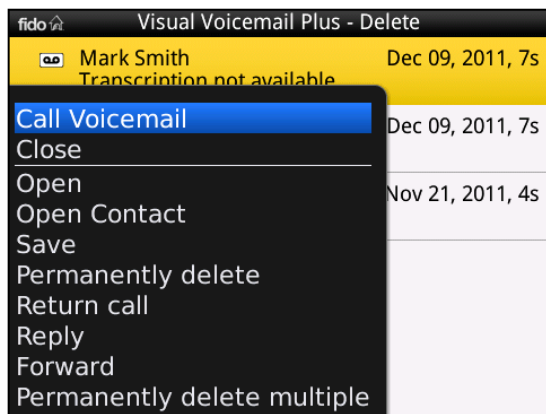 fido Visual Voicemail Plus - Delete
Mark Smith Dec 09, 2011, 7s
Transcription not available
Call Voicemail
Dec 09, 2011, 7s
Close
Open
Nov 21, 2011, 4s
Open Contact
Save
Permanently delete
Return call
Reply
Forward
Permanently delete multiple